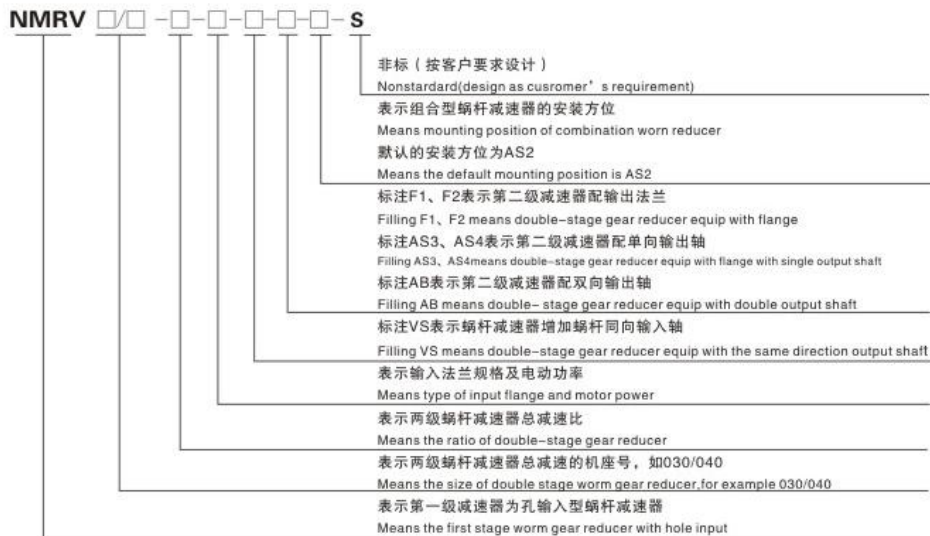 NMRV □/□ -□-□-□-□-□- S
非标（按客户要求设计）
Nonstardard(design as cusromer' s requirement)
表示组合型蜗杆减速器的安装方位
Means mounting position of combination worn reducer
默认的安装方位为AS2
Means the default mounting position is AS2
标注F1、F2表示第二级减速器配输出法兰
Filling F1、F2 means double-stage gear reducer equip with flange
标注AS3、AS4表示第二级减速器配单向输出轴
Filling AS3、AS4means double-stage gear reducer equip with flange with single output shaft
标注AB表示第二级减速器配双向输出轴
Filling AB means double- stage gear reducer equip with double output shaft
标注VS表示蜗杆减速器增加蜗杆同向输入轴
Filling VS means double-stage gear reducer equip with the same direction output shaft
表示输入法兰规格及电动功率
Means type of input flange and motor power
表示两级蜗杆减速器总减速比
Means the ratio of double-stage gear reducer
表示两级蜗杆减速器总减速的机座号，如030/040
Means the size of double stage worm gear reducer,for example 030/040
表示第一级减速器为孔输入型蜗杆减速器
Means the first stage worm gear reducer with hole input